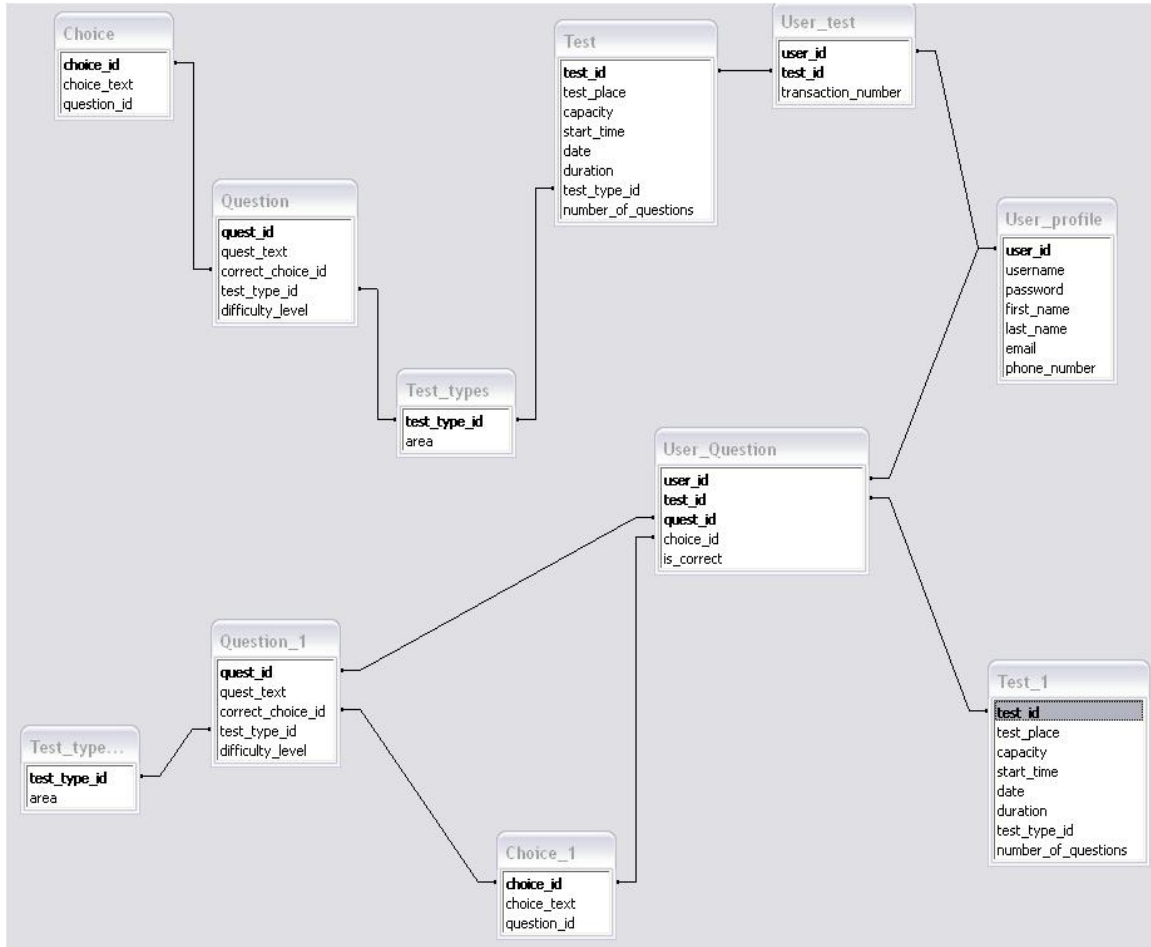 Choice
choice_id
choice_text
question_id
Test
test_id
test_place
capacity
start_time
date
duration
test_type_id
number_of_questions
User_test
user_id
test_id
transaction_number
Question
quest_id
quest_text
correct_choice_id
test_type_id
difficulty_level
User_profile
user_id
username
password
first_name
last_name
email
phone_number
Test_types
test_type_id
area
User_Question
user_id
test_id
quest_id
choice_id
is_correct
Question_1
quest_id
quest_text
correct_choice_id
test_type_id
difficulty_level
Test_1
test_id
test_place
capacity
start_time
date
duration
test_type_id
number_of_questions
Test_type...
test_type_id
area
Choice_1
choice_id
choice_text
question_id